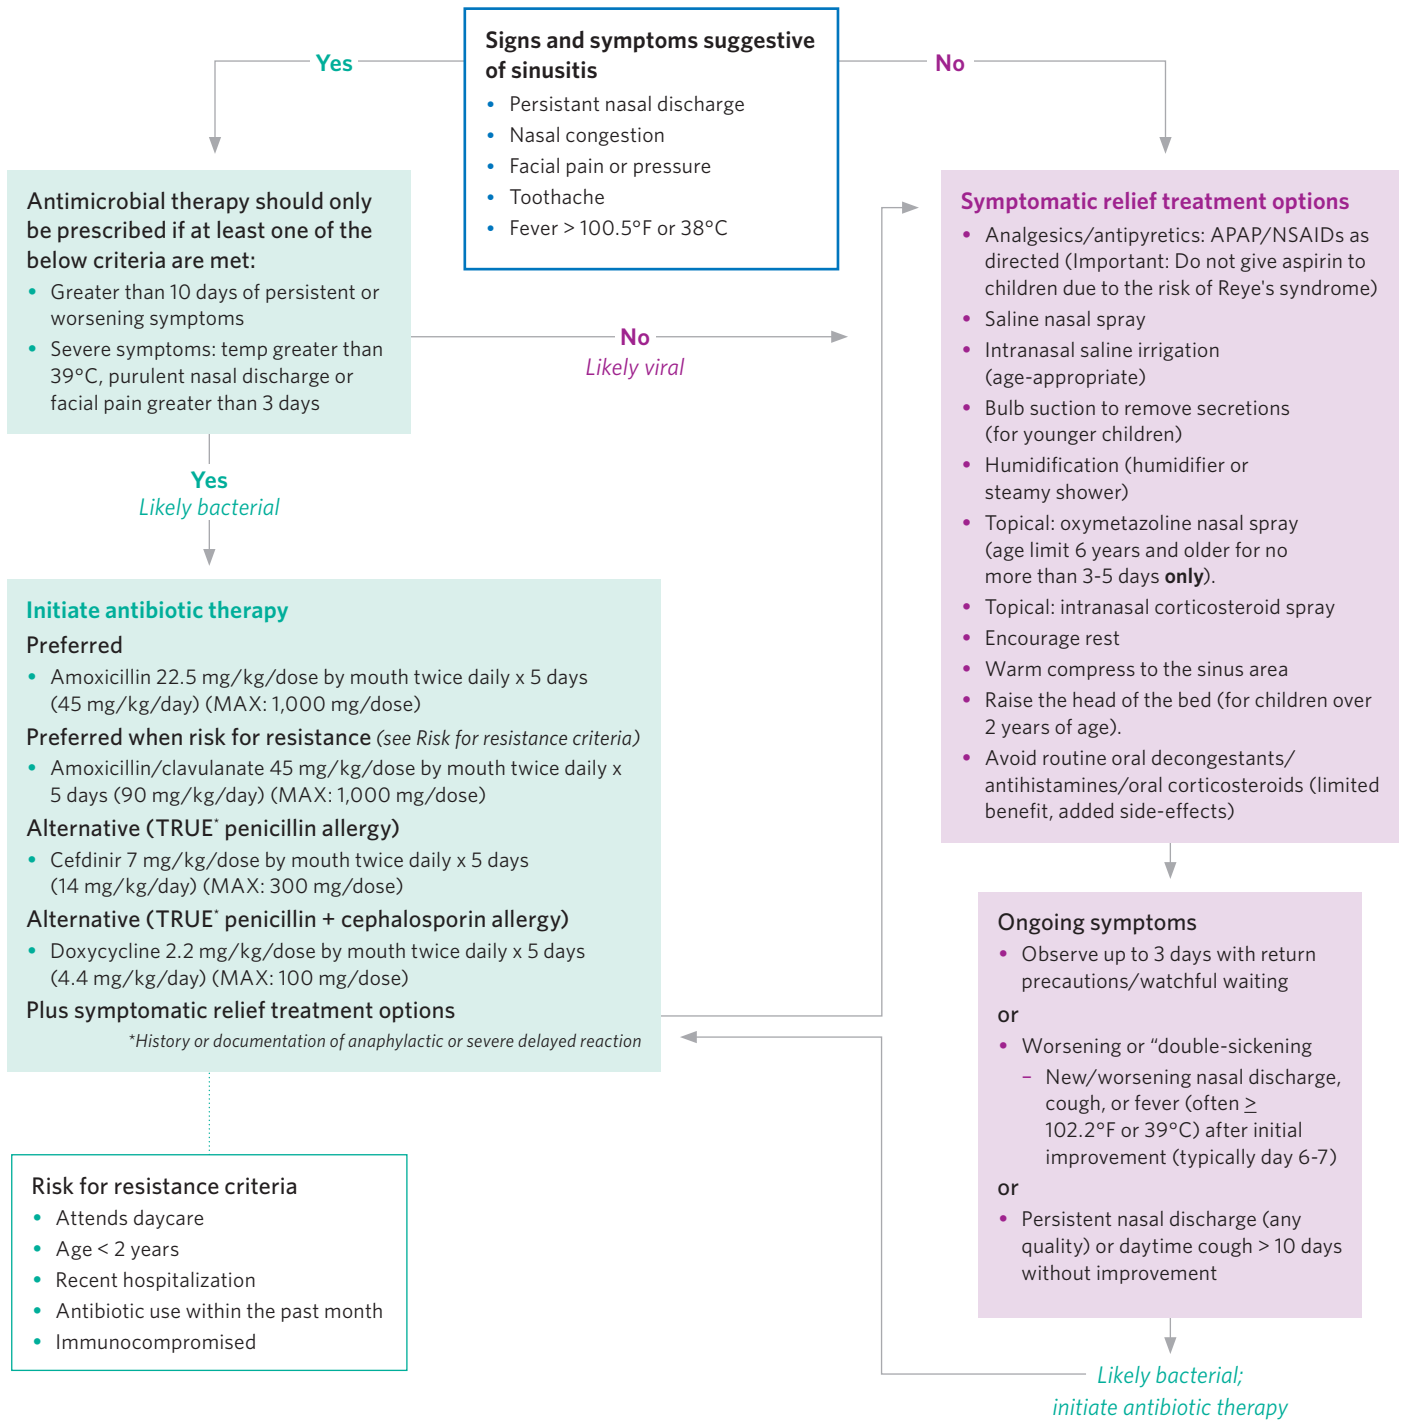 Signs and symptoms suggestive
of sinusitis
• Persistant nasal discharge
• Nasal congestion
• Facial pain or pressure
• Toothache
• Fever > 100.5°F or 38°C
Yes
No
Antimicrobial therapy should only
be prescribed if at least one of the
below criteria are met:
• Greater than 10 days of persistent or
worsening symptoms
• Severe symptoms: temp greater than
39°C, purulent nasal discharge or
facial pain greater than 3 days
No
Likely viral
Yes
Likely bacterial
Initiate antibiotic therapy
Preferred
• Amoxicillin 22.5 mg/kg/dose by mouth twice daily x 5 days
(45 mg/kg/day) (MAX: 1,000 mg/dose)
Preferred when risk for resistance (see Risk for resistance criteria)
• Amoxicillin/clavulanate 45 mg/kg/dose by mouth twice daily x
5 days (90 mg/kg/day) (MAX: 1,000 mg/dose)
Alternative (TRUE* penicillin allergy)
• Cefdinir 7 mg/kg/dose by mouth twice daily x 5 days
(14 mg/kg/day) (MAX: 300 mg/dose)
Alternative (TRUE* penicillin + cephalosporin allergy)
• Doxycycline 2.2 mg/kg/dose by mouth twice daily x 5 days
(4.4 mg/kg/day) (MAX: 100 mg/dose)
Plus symptomatic relief treatment options
*History or documentation of anaphylactic or severe delayed reaction
Risk for resistance criteria
• Attends daycare
• Age < 2 years
• Recent hospitalization
• Antibiotic use within the past month
• Immunocompromised
Symptomatic relief treatment options
• Analgesics/antipyretics: APAP/NSAIDs as
directed (Important: Do not give aspirin to
children due to the risk of Reye's syndrome)
• Saline nasal spray
• Intranasal saline irrigation
(age-appropriate)
• Bulb suction to remove secretions
(for younger children)
• Humidification (humidifier or
steamy shower)
• Topical: oxymetazoline nasal spray
(age limit 6 years and older for no
more than 3-5 days only).
• Topical: intranasal corticosteroid spray
• Encourage rest
• Warm compress to the sinus area
• Raise the head of the bed (for children over
2 years of age).
• Avoid routine oral decongestants/
antihistamines/oral corticosteroids (limited
benefit, added side-effects)
Ongoing symptoms
• Observe up to 3 days with return
precautions/watchful waiting
or
• Worsening or “double-sickening
– New/worsening nasal discharge,
cough, or fever (often ≥
102.2°F or 39°C) after initial
improvement (typically day 6-7)
or
• Persistent nasal discharge (any
quality) or daytime cough > 10 days
without improvement
Likely bacterial;
initiate antibiotic therapy